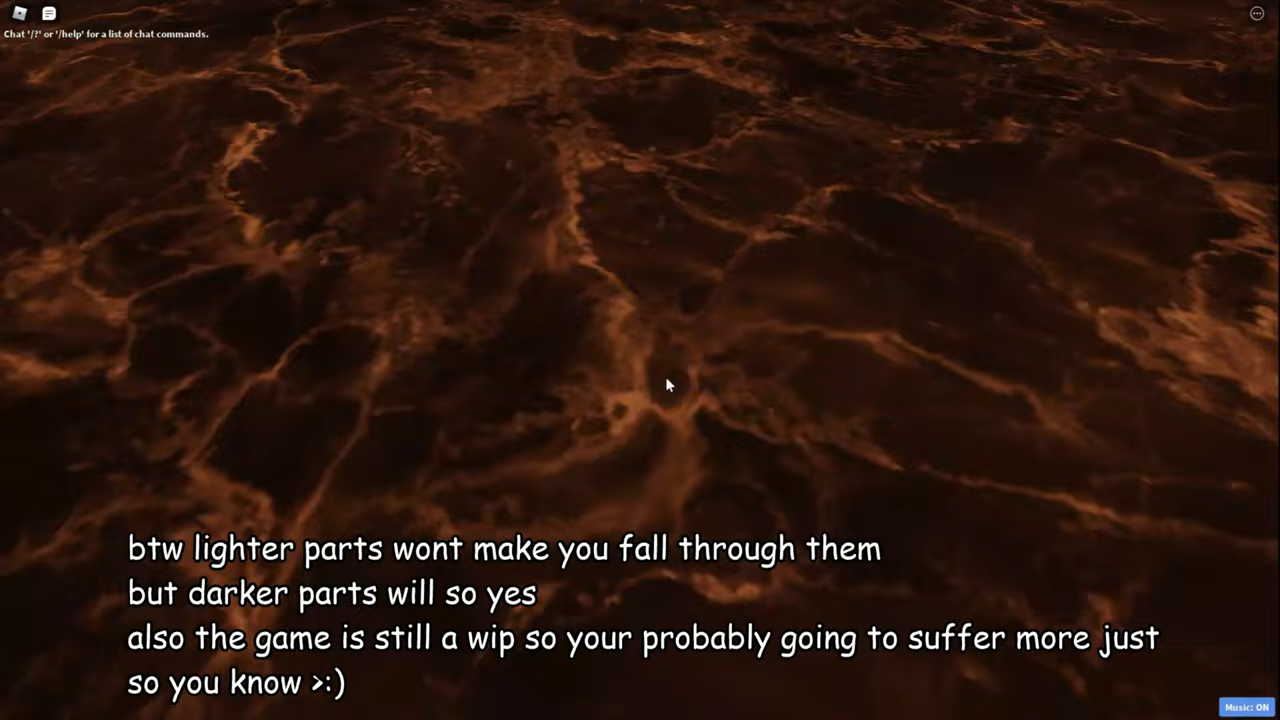 Chat '/?' or '/help' for a list of chat commands.
btw lighter parts wont make you fall through them
but darker parts will so yes
also the game is still a wip so your probably going to suffer more just
so you know >:)
Music: ON